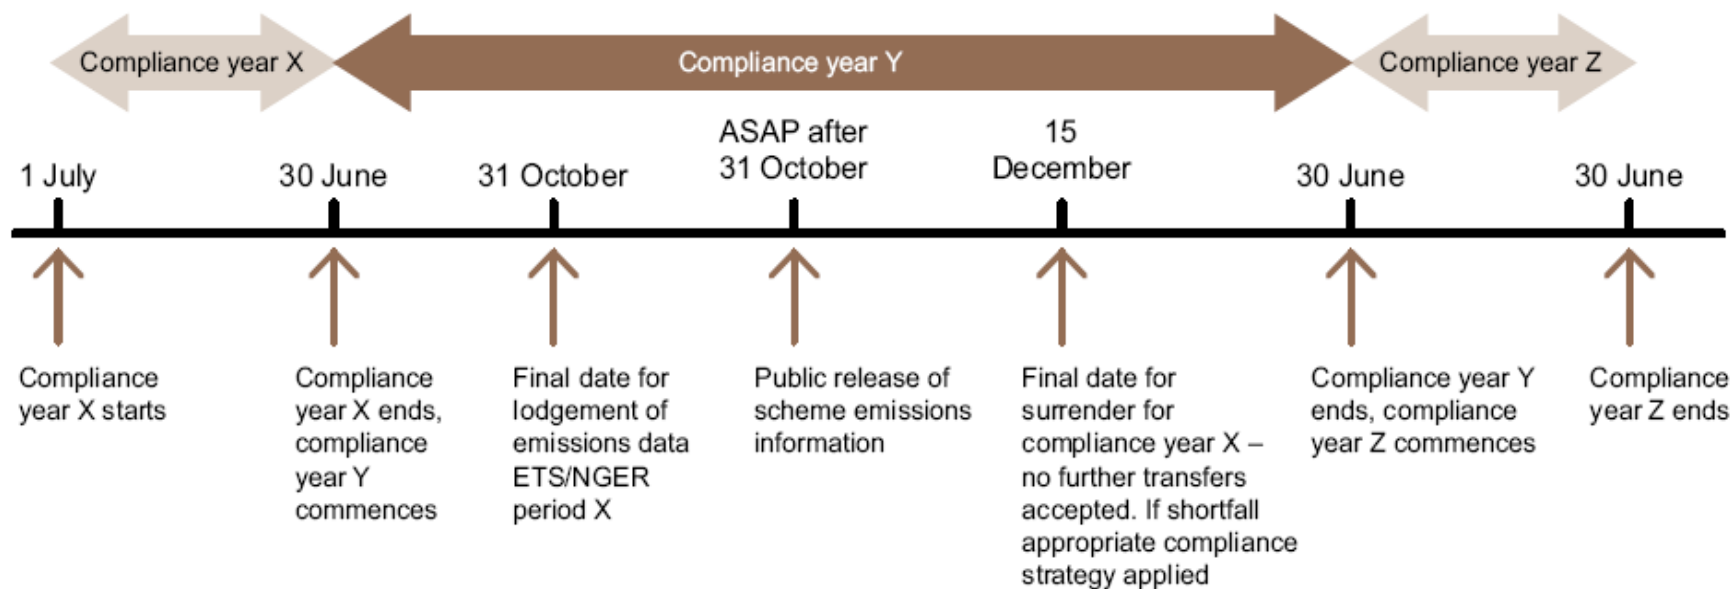 Compliance year X
Compliance year Y
Compliance year Z
1 July
30 June
31 October
ASAP after
31 October
15
December
30 June
30 June
Compliance
year X starts
Compliance
year X ends,
compliance
year Y
commences
Final date for
lodgement of
emissions data
ETS/NGER
period X
Public release of
scheme emissions
information
Final date for
surrender for
compliance year X –
no further transfers
accepted. If shortfall
appropriate compliance
strategy applied
Compliance year Y
ends, compliance
year Z commences
Compliance
year Z ends